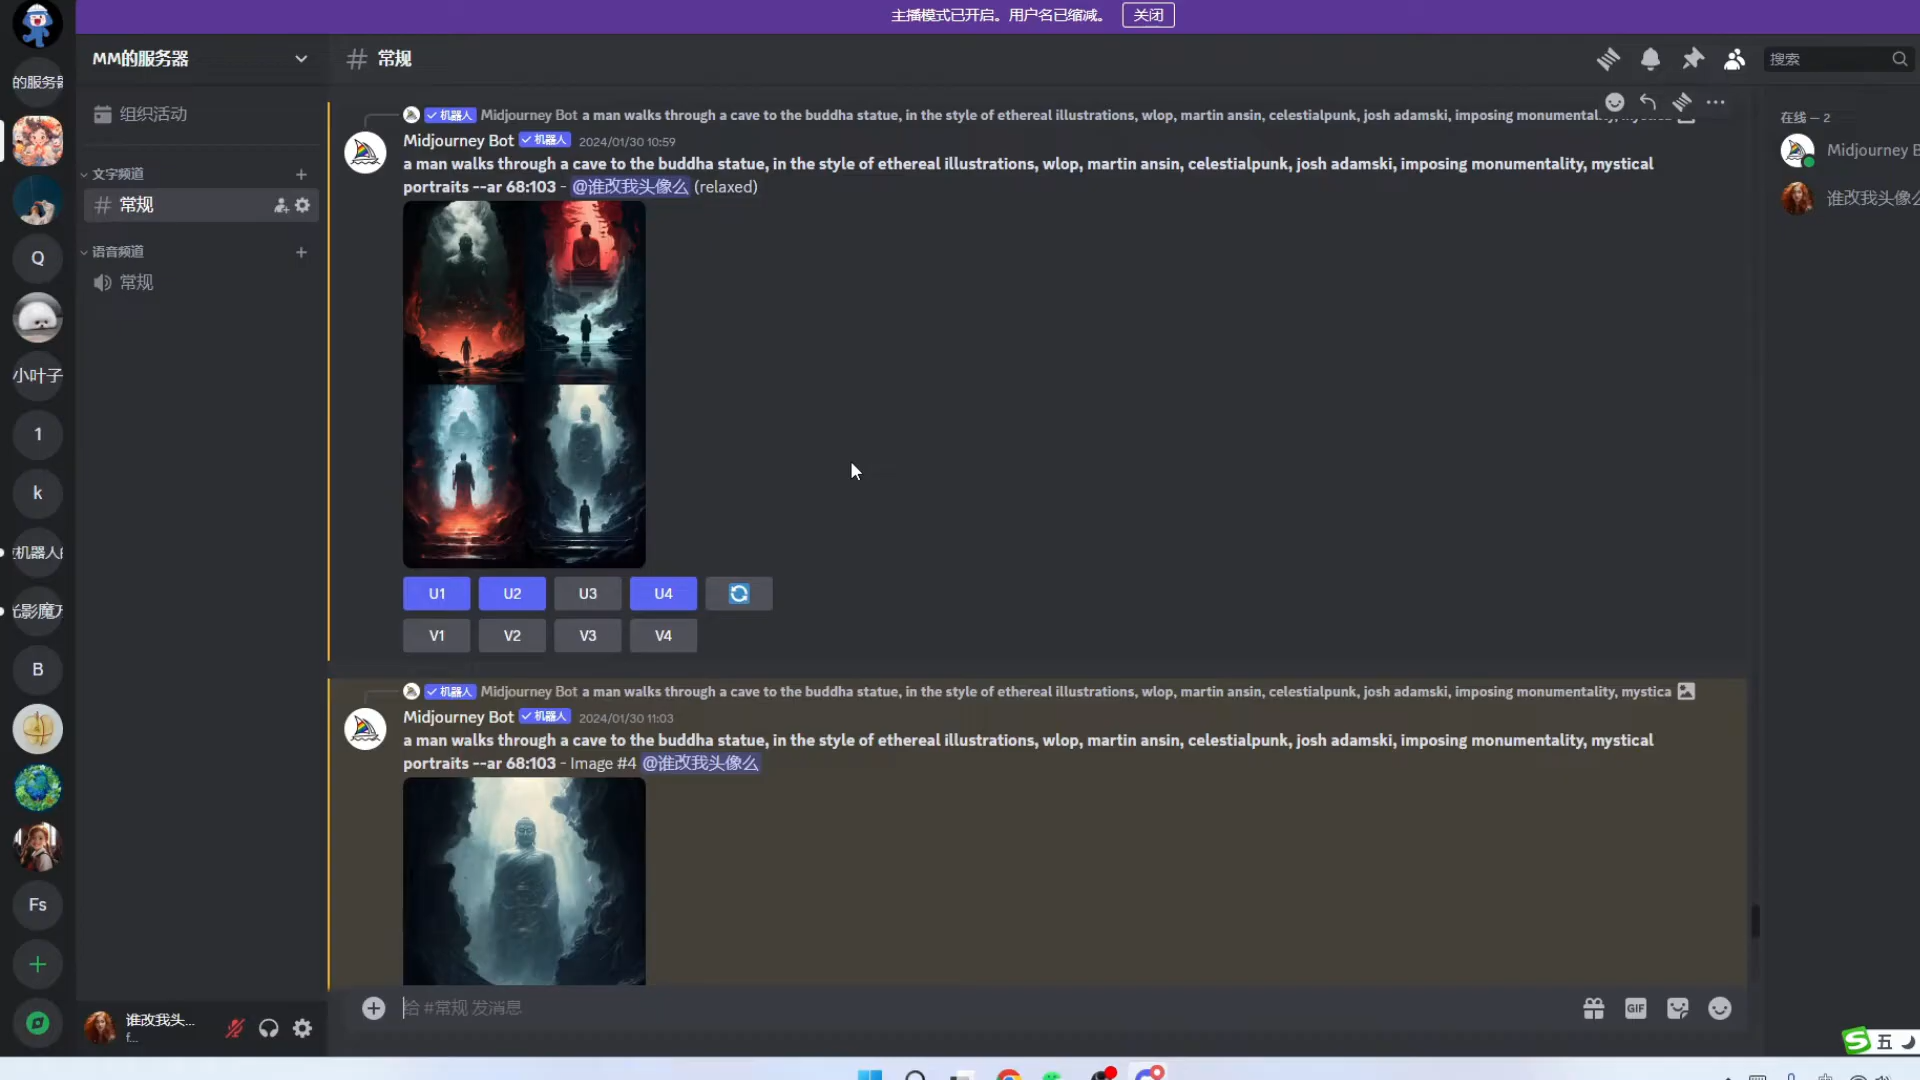 主播模式已开启。用户名已缩减。 关闭
的服务器
MM的服务器
# 常规
搜索
组织活动
文字频道
# 常规
语音频道
常规
Q
小叶子
1
k
机器人
B
Fs
机器人 Midjourney Bot a man walks through a cave to the buddha statue, in the style of ethereal illustrations, wlop, martin ansin, celestialpunk, josh adamski, imposing monumental
Midjourney Bot 机器人 2024/01/30 10:59
a man walks through a cave to the buddha statue, in the style of ethereal illustrations, wlop, martin ansin, celestialpunk, josh adamski, imposing monumentality, mystical
portraits --ar 68:103 - @谁改我头像么 (relaxed)
U1 U2 U3 U4
V1 V2 V3 V4
机器人 Midjourney Bot a man walks through a cave to the buddha statue, in the style of ethereal illustrations, wlop, martin ansin, celestialpunk, josh adamski, imposing monumentality, mystica
Midjourney Bot 机器人 2024/01/30 11:03
a man walks through a cave to the buddha statue, in the style of ethereal illustrations, wlop, martin ansin, celestialpunk, josh adamski, imposing monumentality, mystical
portraits --ar 68:103 - Image #4 @谁改我头像么
给 #常规 发消息
GIF
在线 — 2
Midjourney B
谁改我头像么
谁改我头...
f...
五